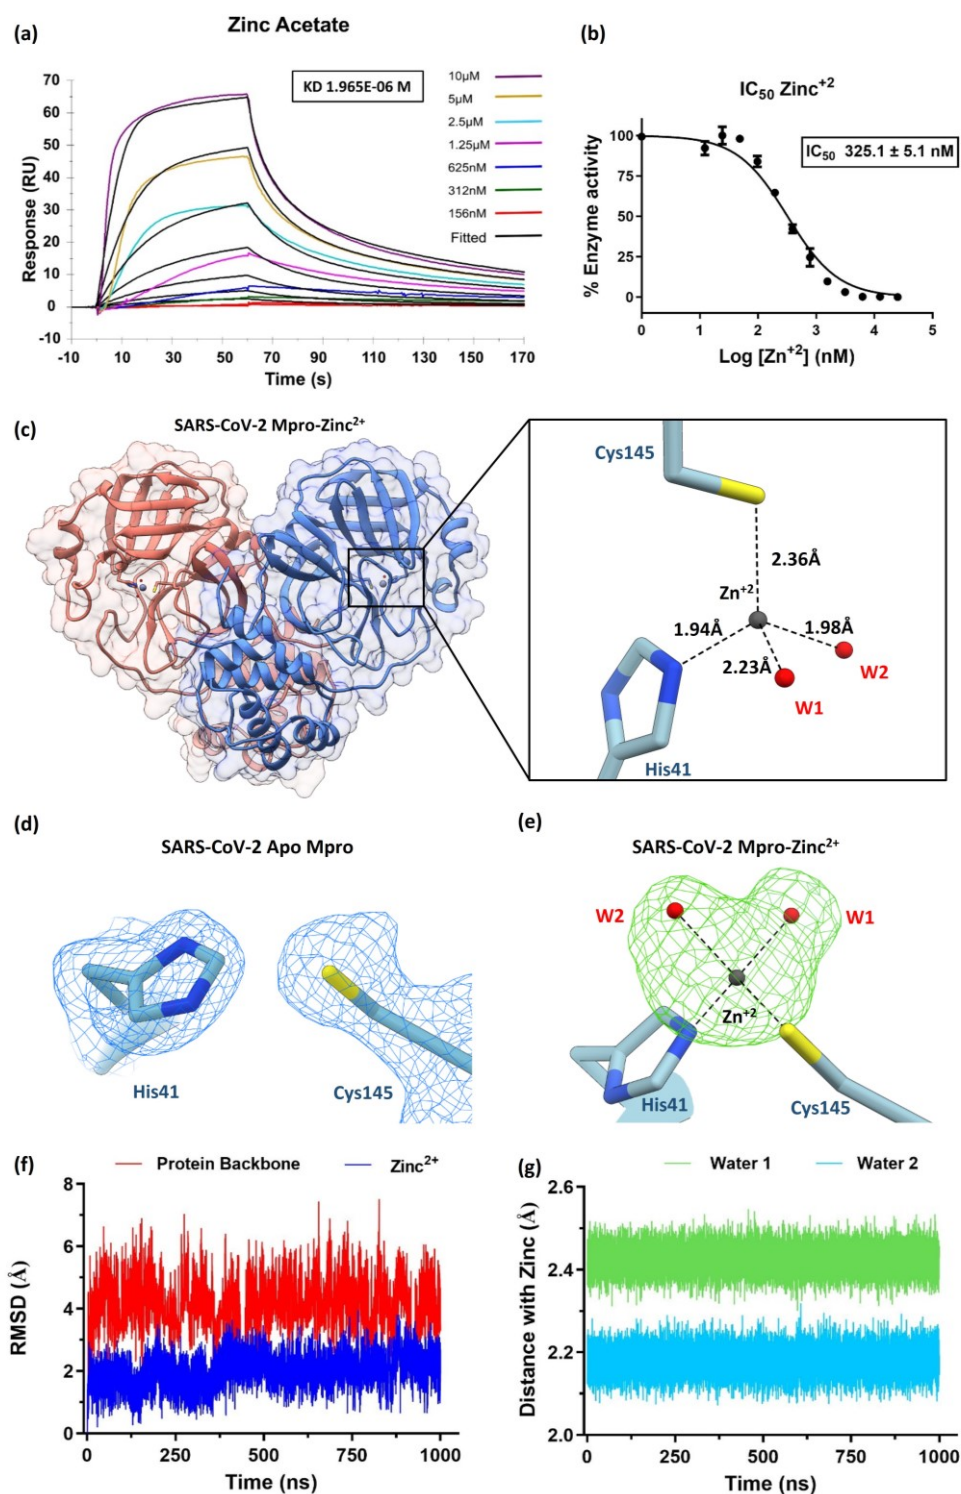 (a)
Zinc Acetate
KD 1.965E-06 M
10µM
5µM
2.5µM
1.25µM
625nM
312nM
156nM
Fitted
70
60
50
40
30
20
10
0
-10
Response (RU)
-10 10 30 50 70 90 110 130 150 170
Time (s)
(b)
IC50 Zinc+2
IC50 325.1 ± 5.1 nM
100
75
50
25
0
% Enzyme activity
0 1 2 3 4 5
Log [Zn+2] (nM)
(c)
SARS-CoV-2 Mpro-Zinc2+
Cys145
2.36Å
Zn+2
1.94Å
1.98Å
2.23Å
W2
W1
His41
(d)
SARS-CoV-2 Apo Mpro
His41
Cys145
(e)
SARS-CoV-2 Mpro-Zinc2+
W2
W1
Zn+2
His41
Cys145
(f)
Protein Backbone
Zinc2+
8
6
4
2
0
RMSD (Å)
0 250 500 750 1000
Time (ns)
(g)
Water 1
Water 2
2.6
2.4
2.2
2.0
Distance with Zinc (Å)
0 250 500 750 1000
Time (ns)